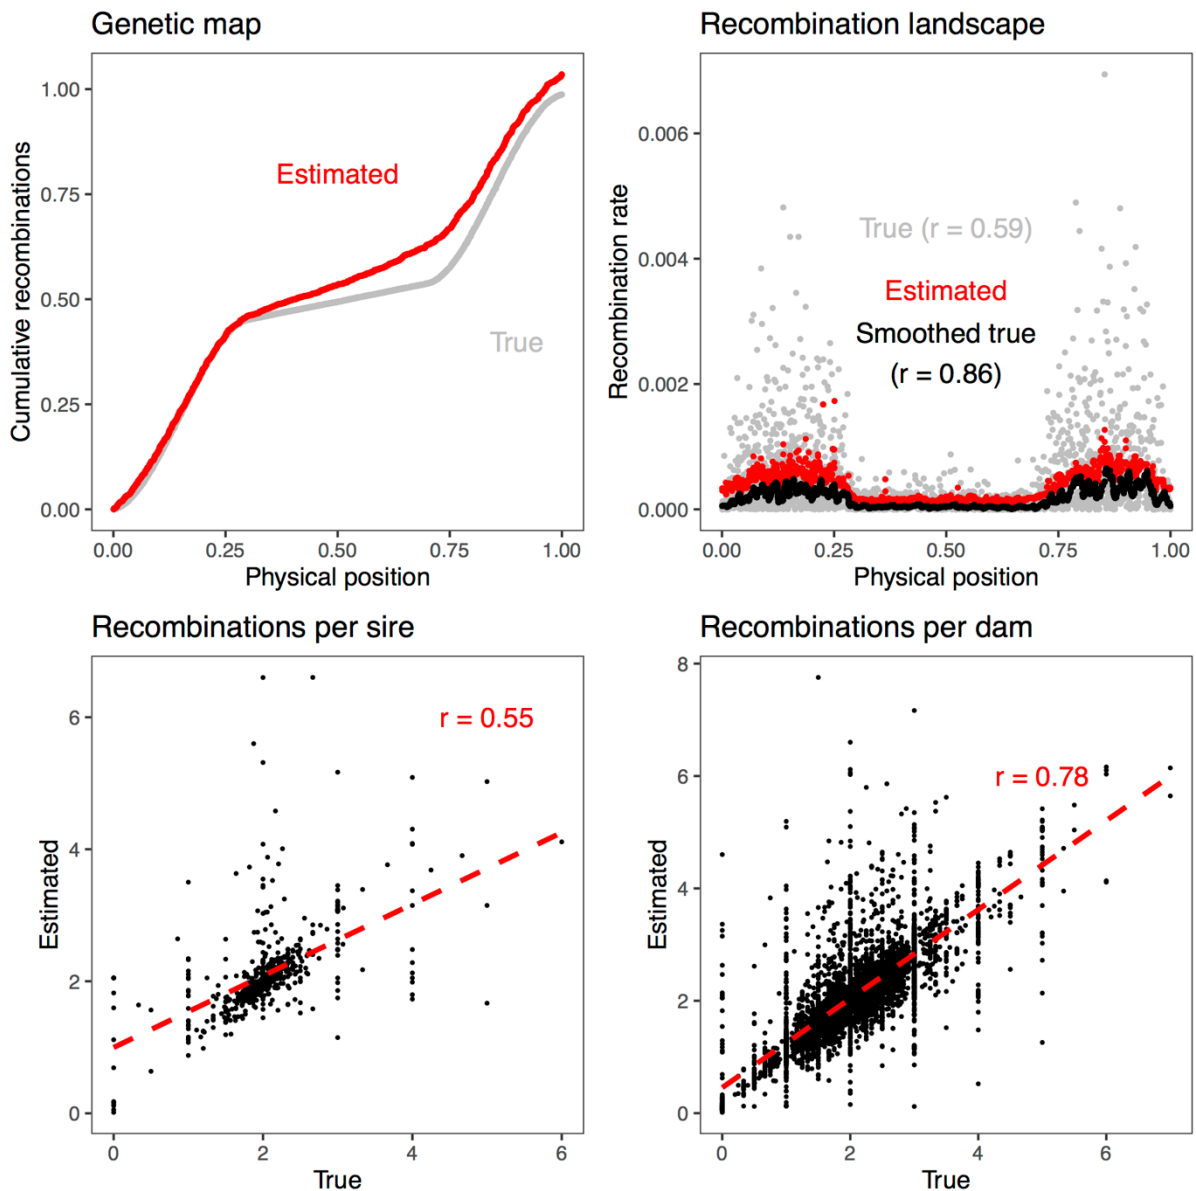 Genetic map
Cumulative recombinations
1.00
0.75
0.50
0.25
0.00
Estimated
True
0.00 0.25 0.50 0.75 1.00
Physical position
Recombination landscape
Recombination rate
0.006
0.004
0.002
0.000
True (r = 0.59)
Estimated
Smoothed true
(r = 0.86)
0.00 0.25 0.50 0.75 1.00
Physical position
Recombinations per sire
Estimated
6
4
2
0
r = 0.55
0 2 4 6
True
Recombinations per dam
Estimated
8
6
4
2
0
r = 0.78
0 2 4 6
True